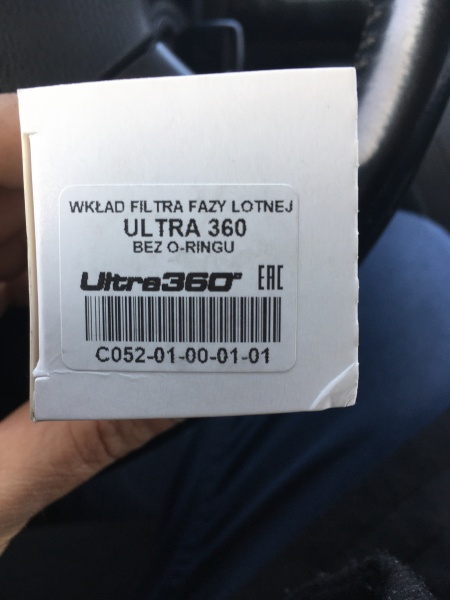 WKŁAD FILTRA FAZY LOTNEJ
ULTRA 360
BEZ O-RINGU
Ultra360° EAC
C052-01-00-01-01